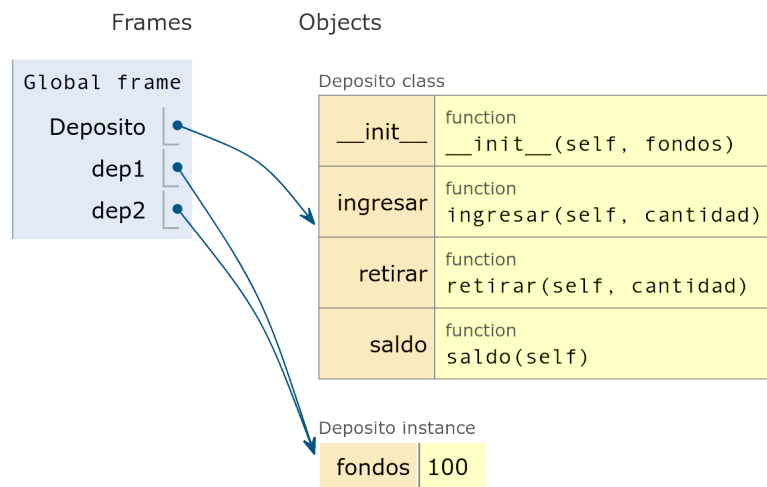 Frames Objects
Global frame
Deposito
dep1
dep2
Deposito class
__init__ function
__init__(self, fondos)
ingresar function
ingresar(self, cantidad)
retirar function
retirar(self, cantidad)
saldo function
saldo(self)
Deposito instance
fondos 100